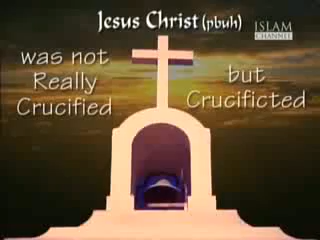 Jesus Christ (pbuh)
ISLAM
CHANNEL
was not
Really
Crucified
but
Crucificted